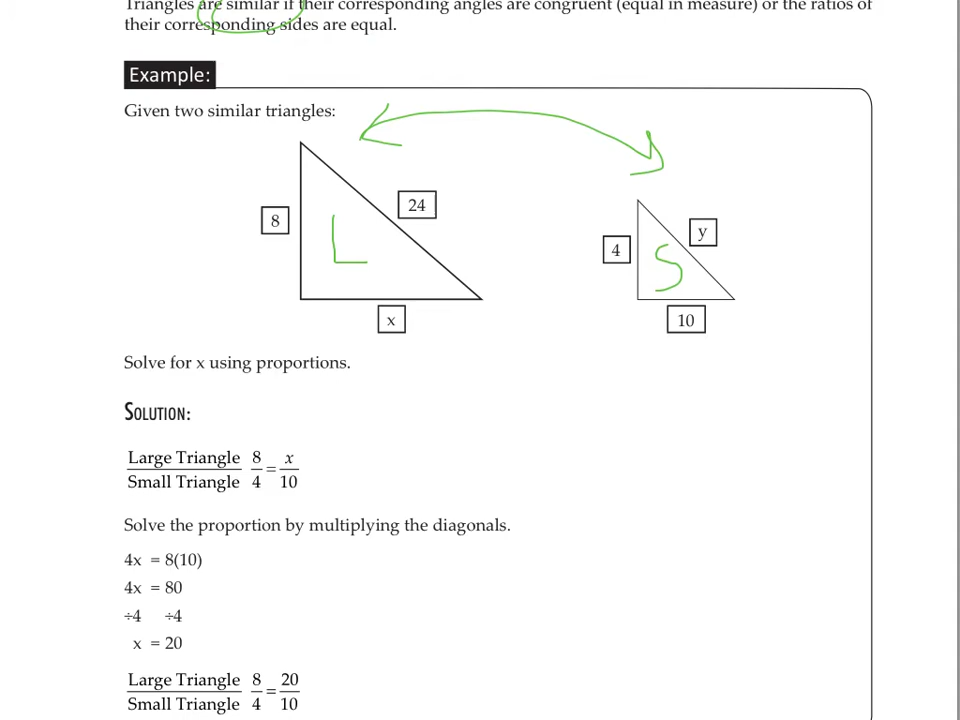 Triangles are similar if their corresponding angles are congruent (equal in measure) or the ratios of
their corresponding sides are equal.
Example:
Given two similar triangles:
8
24
L
x
4
y
S
10
Solve for x using proportions.
SOLUTION:
Large Triangle 8 = x
Small Triangle 4 10
Solve the proportion by multiplying the diagonals.
4x = 8(10)
4x = 80
÷4 ÷4
x = 20
Large Triangle 8 = 20
Small Triangle 4 10